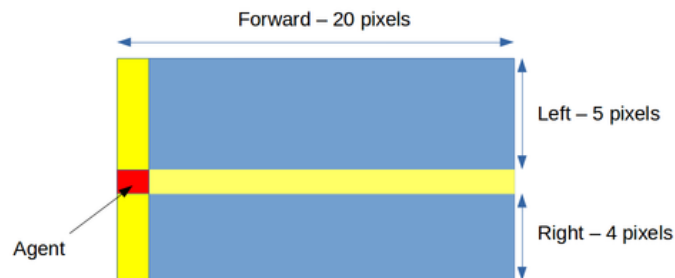 Forward – 20 pixels
Left – 5 pixels
Right – 4 pixels
Agent